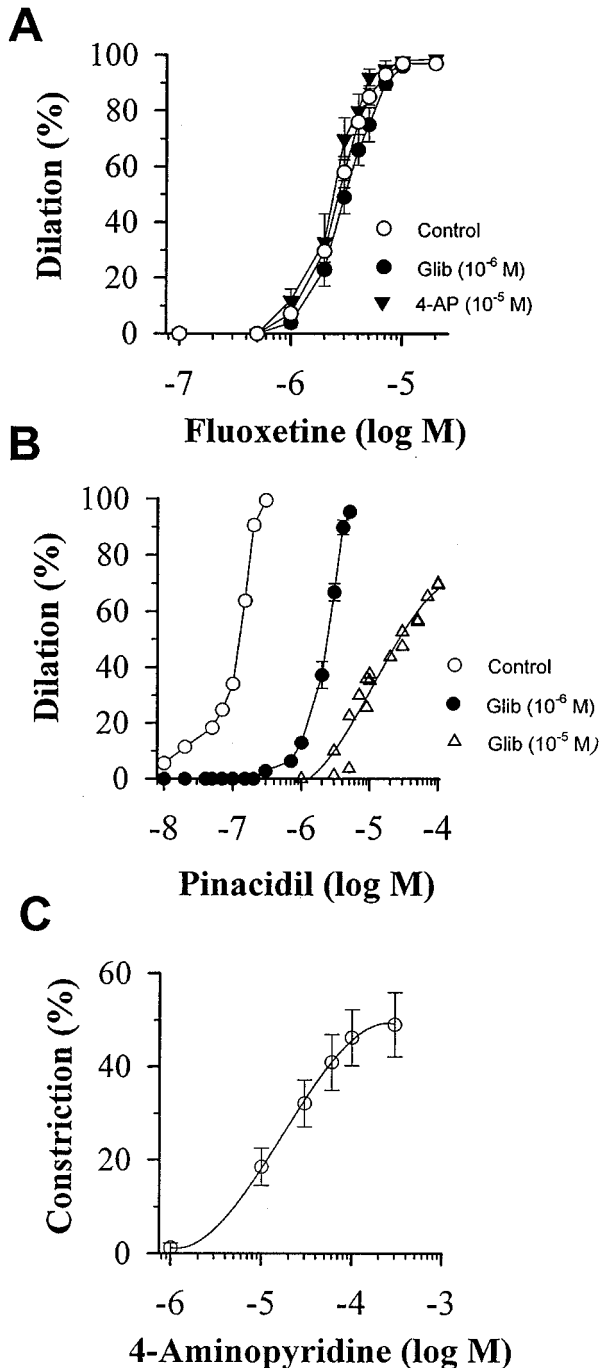 A
Dilation (%)
100
80
60
40
20
0
Control
Glib (10⁻⁶ M)
4-AP (10⁻⁵ M)
-7 -6 -5
Fluoxetine (log M)
B
Dilation (%)
100
80
60
40
20
0
Control
Glib (10⁻⁶ M)
Glib (10⁻⁵ M)
-8 -7 -6 -5 -4
Pinacidil (log M)
C
Constriction (%)
60
40
20
0
-6 -5 -4 -3
4-Aminopyridine (log M)